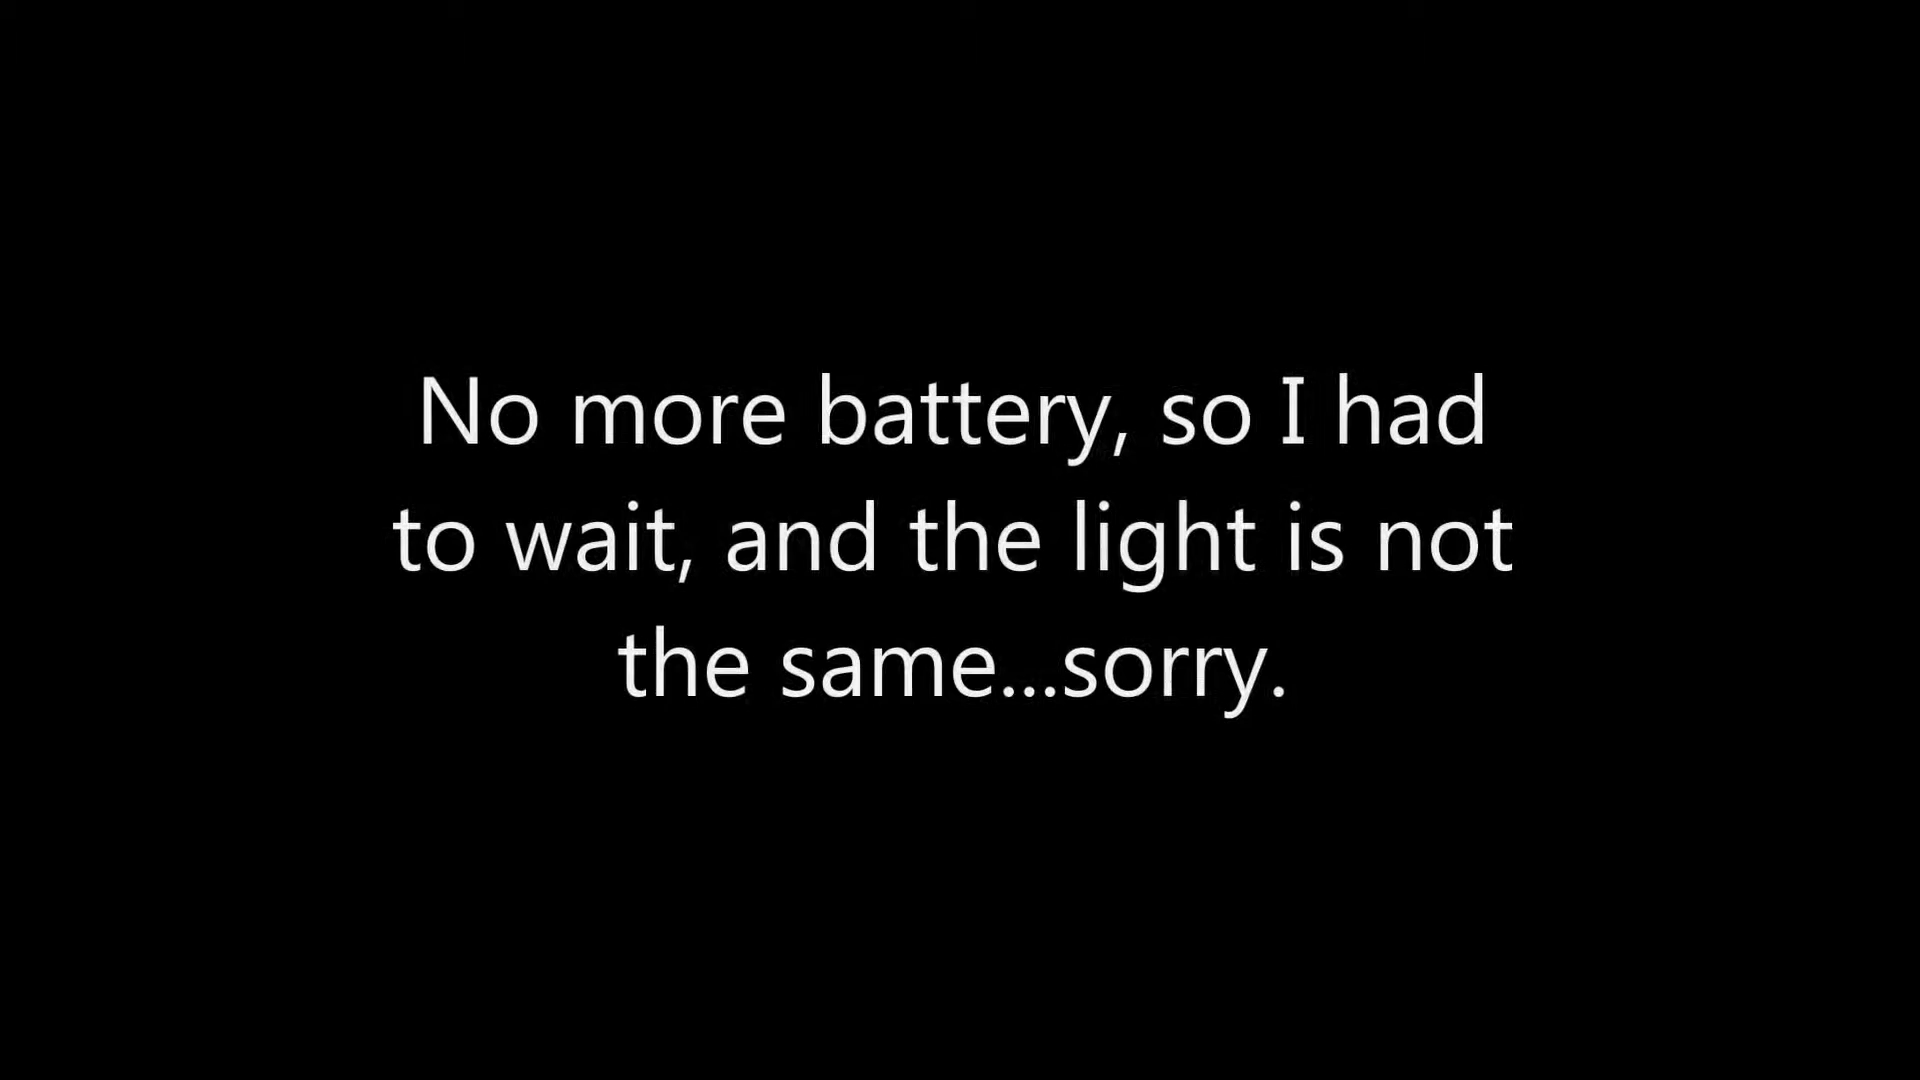 No more battery, so I had
to wait, and the light is not
the same...sorry.